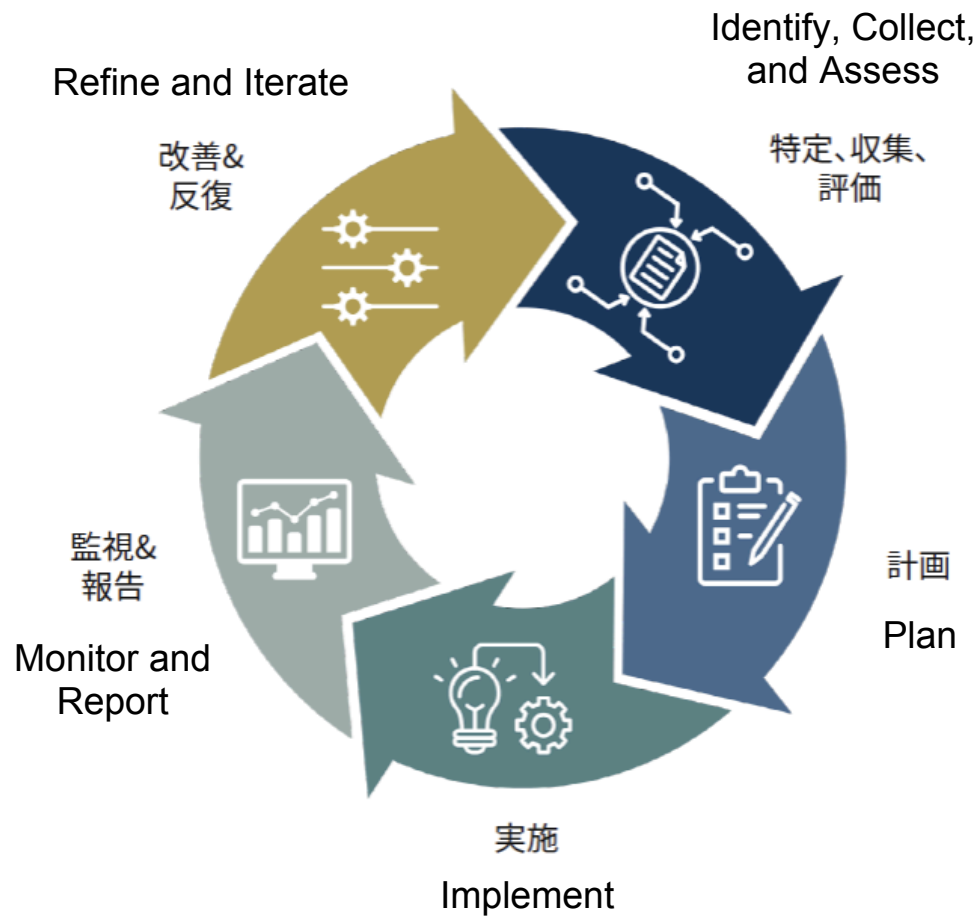 Identify, Collect,
and Assess
特定、収集、
評価
計画
Plan
実施
Implement
監視&
報告
Monitor and
Report
Refine and Iterate
改善&
反復